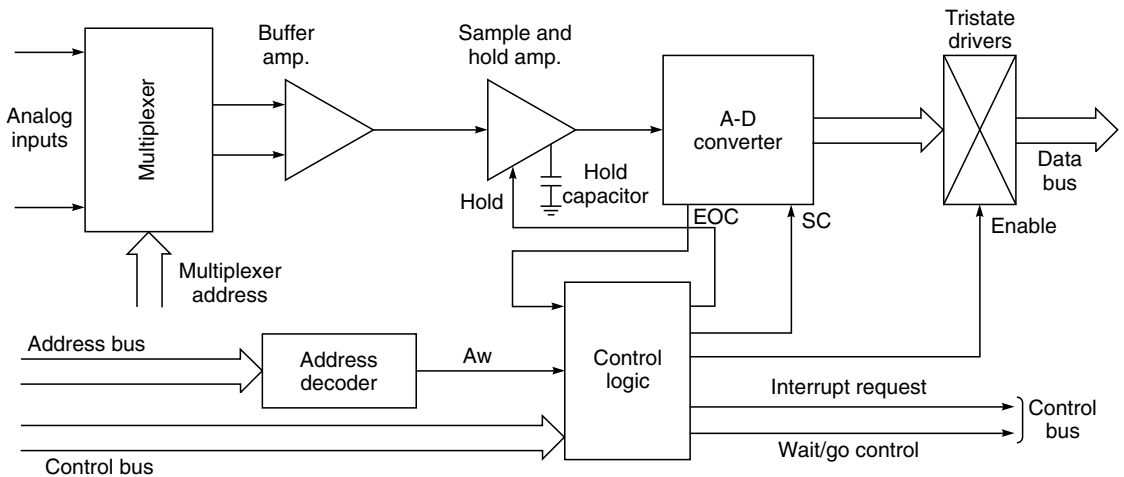 Tristate
drivers
Buffer
amp.
Sample and
hold amp.
Analog
inputs
Multiplexer
A-D
converter
Data
bus
Hold
Hold
capacitor
EOC
SC
Enable
Multiplexer
address
Address bus
Address
decoder
Aw
Control
logic
Interrupt request
Control
bus
Wait/go control
Control bus